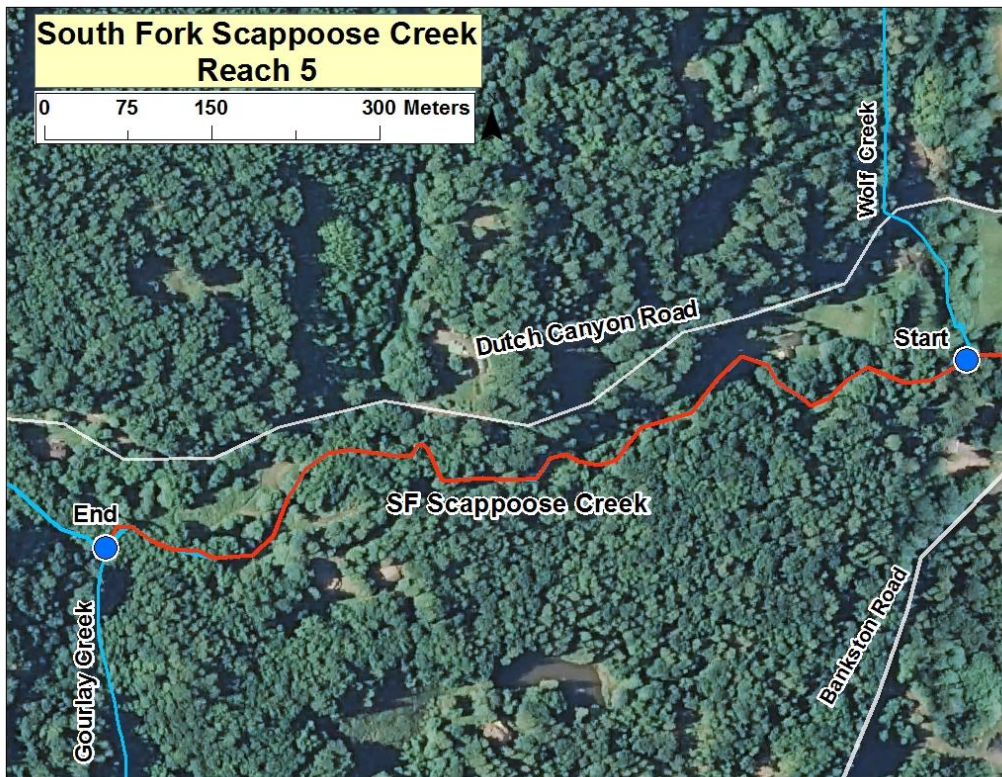 South Fork Scappoose Creek
Reach 5
0 75 150 300 Meters
N
Wolf Creek
Dutch Canyon Road
Start
SF Scappoose Creek
End
Gourlay Creek
Bankston Road